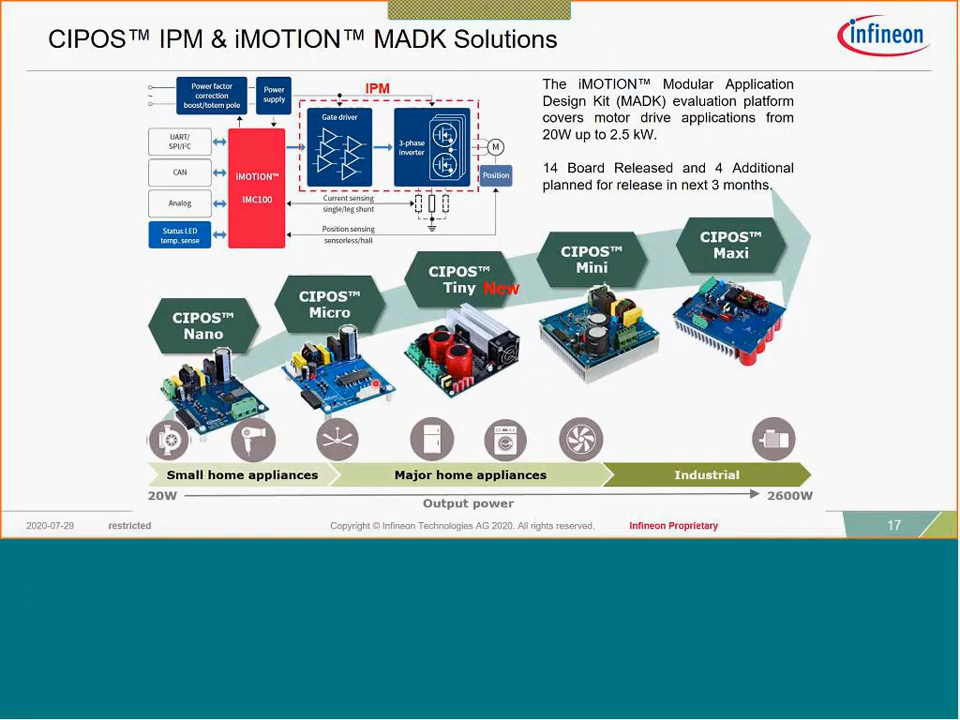 CIPOS™ IPM & iMOTION™ MADK Solutions
infineon
Power factor
correction
boost/totem pole
Power
supply
IPM
The iMOTION™ Modular Application
Design Kit (MADK) evaluation platform
covers motor drive applications from
20W up to 2.5 kW.
14 Board Released and 4 Additional
planned for release in next 3 months.
Gate driver
3-phase
inverter
M
Position
UART/
SPI/I²C
CAN
Analog
Status LED
temp. sense
iMOTION™
IMC100
Current sensing
single/leg shunt
Position sensing
sensorless/hall
CIPOS™
Nano
CIPOS™
Micro
CIPOS™
Tiny New
CIPOS™
Mini
CIPOS™
Maxi
Small home appliances
Major home appliances
Industrial
20W
Output power
2600W
2020-07-29
restricted
Copyright © Infineon Technologies AG 2020. All rights reserved.
Infineon Proprietary
17